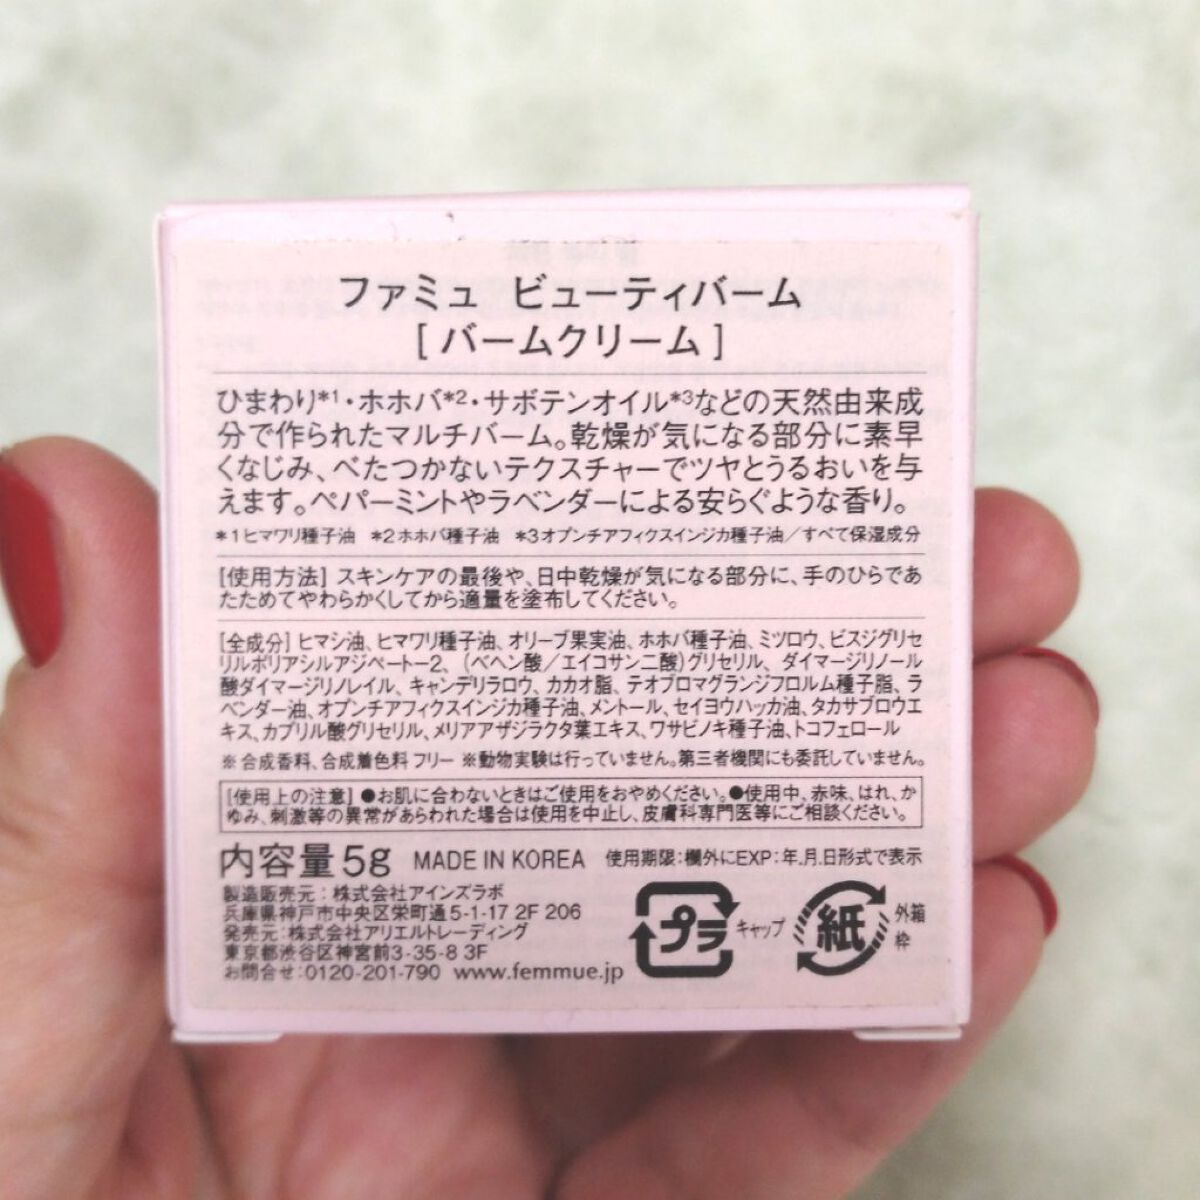 ファミュ ビューティバーム
[ バームクリーム ]
ひまわり*1・ホホバ*2・サボテンオイル*3などの天然由来成
分で作られたマルチバーム。乾燥が気になる部分に素早
くなじみ、べたつかないテクスチャーでツヤとうるおいを与
えます。ペパーミントやラベンダーによる安らぐような香り。
*1ヒマワリ種子油 *2ホホバ種子油 *3オプンチアフィクスインジカ種子油／すべて保湿成分
[使用方法] スキンケアの最後や、日中乾燥が気になる部分に、手のひらであ
たためてやわらかくしてから適量を塗布してください。
[全成分] ヒマシ油、ヒマワリ種子油、オリーブ果実油、ホホバ種子油、ミツロウ、ビスジグリセ
リルポリアシルアジペート-2、(ベヘン酸／エイコサン二酸)グリセリル、ダイマージリノール
酸ダイマージリノレイル、キャンデリラロウ、カカオ脂、テオブロマグランジフロルム種子脂、ラ
ベンダー油、オプンチアフィクスインジカ種子油、メントール、セイヨウハッカ油、タカサブロウエ
キス、カプリル酸グリセリル、メリアアザジラクタ葉エキス、ワサビノキ種子油、トコフェロール
※合成香料、合成着色料 フリー ※動物実験は行っていません。第三者機関にも委託していません。
[使用上の注意] ●お肌に合わないときはご使用をおやめください。●使用中、赤味、はれ、か
ゆみ、刺激等の異常があらわれた場合は使用を中止し、皮膚科専門医等にご相談ください。
内容量5g MADE IN KOREA 使用期限：欄外にEXP：年.月.日形式で表示
製造販売元：株式会社アインズラボ
兵庫県神戸市中央区栄町通5-1-17 2F 206
発売元：株式会社アリエルトレーディング
東京都渋谷区神宮前3-35-8 3F
お問合せ：0120-201-790 www.femmue.jp
プラ キャップ
紙 外箱
枠